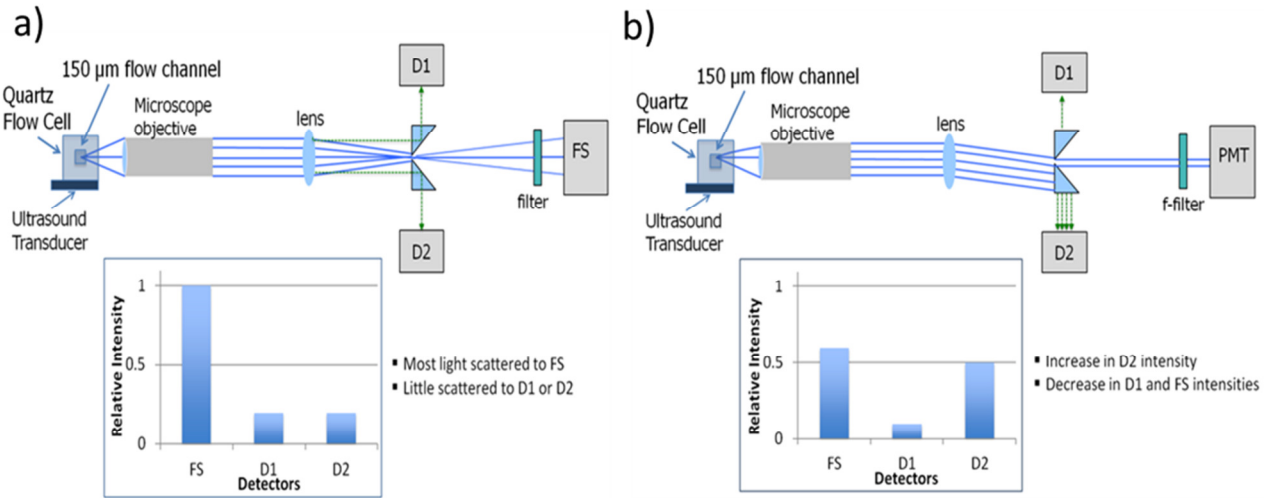 a)
150 µm flow channel
Quartz
Flow Cell
Microscope
objective
lens
D1
FS
filter
D2
Ultrasound
Transducer
Relative Intensity
1
0.5
0
FS D1 D2
Detectors
▪ Most light scattered to FS
▪ Little scattered to D1 or D2
b)
150 µm flow channel
Quartz
Flow Cell
Microscope
objective
lens
D1
PMT
f-filter
D2
Ultrasound
Transducer
Relative Intensity
1
0.5
0
FS D1 D2
Detectors
▪ Increase in D2 intensity
▪ Decrease in D1 and FS intensities